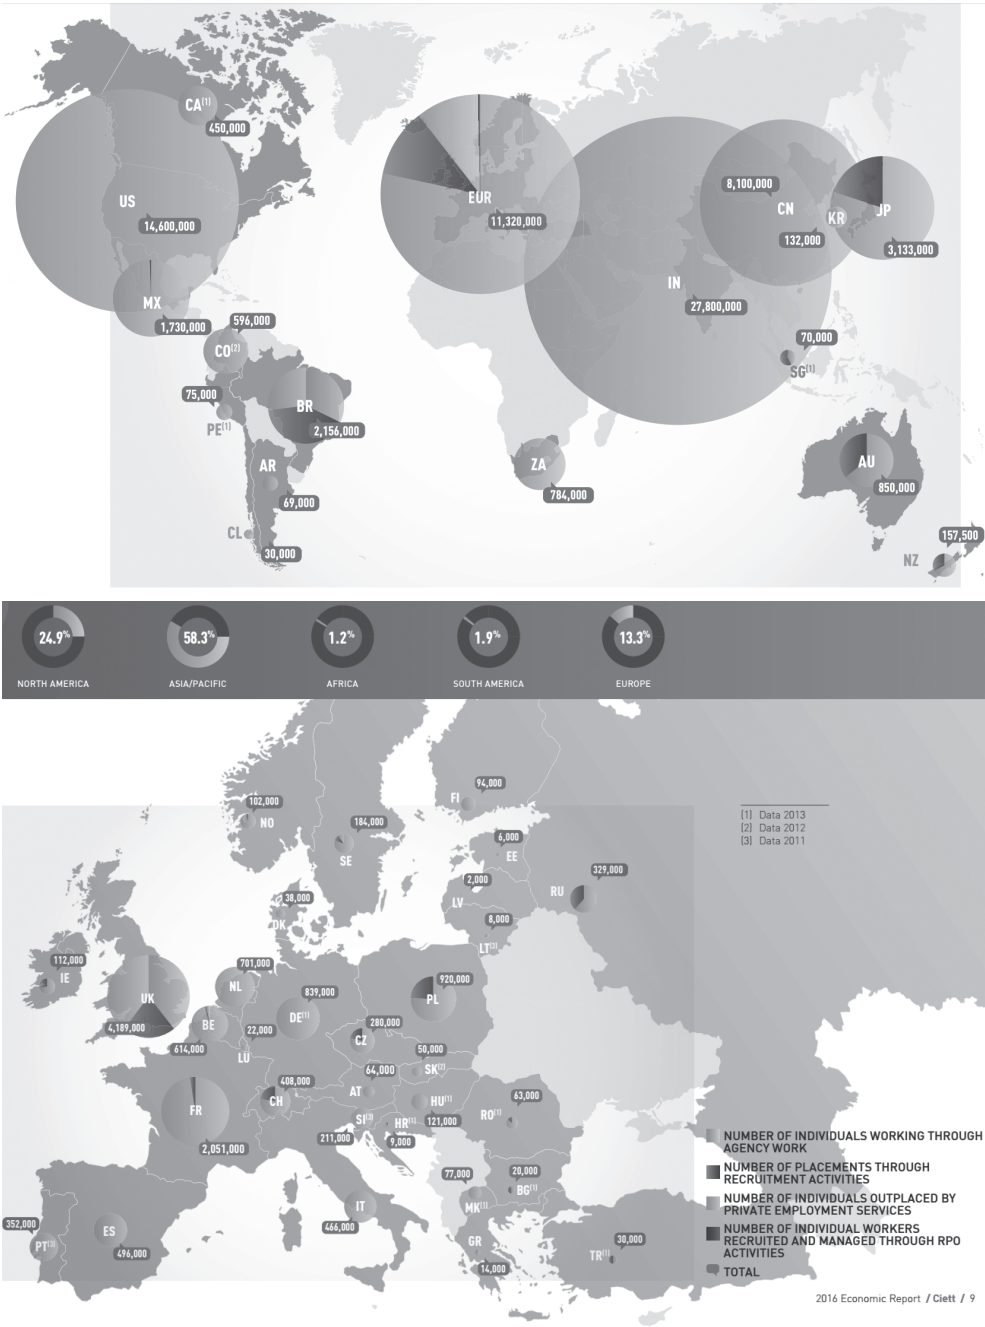 CA(1)
450,000
US
14,600,000
MX
1,730,000
CO(2)
596,000
75,000
PE(1)
BR
2,156,000
AR
69,000
CL
30,000
EUR
11,320,000
ZA
784,000
IN
27,800,000
8,100,000
CN
KR
132,000
JP
3,133,000
70,000
SG(1)
AU
850,000
157,500
NZ
24.9%
NORTH AMERICA
58.3%
ASIA/PACIFIC
1.2%
AFRICA
1.9%
SOUTH AMERICA
13.3%
EUROPE
102,000
NO
184,000
SE
94,000
FI
6,000
EE
2,000
LV
8,000
LT(3)
329,000
RU
38,000
DK
112,000
IE
UK
4,189,000
701,000
NL
BE
614,000
22,000
LU
839,000
DE(1)
920,000
PL
280,000
CZ
50,000
SK(2)
64,000
AT
408,000
CH
FR
2,051,000
HU(1)
121,000
SI(3)
211,000
HR(1)
9,000
63,000
RO(1)
20,000
BG(1)
77,000
MK(1)
GR
14,000
30,000
TR(1)
IT
466,000
ES
496,000
352,000
PT(3)
(1) Data 2013
(2) Data 2012
(3) Data 2011
NUMBER OF INDIVIDUALS WORKING THROUGH
AGENCY WORK
NUMBER OF PLACEMENTS THROUGH
RECRUITMENT ACTIVITIES
NUMBER OF INDIVIDUALS OUTPLACED BY
PRIVATE EMPLOYMENT SERVICES
NUMBER OF INDIVIDUAL WORKERS
RECRUITED AND MANAGED THROUGH RPO
ACTIVITIES
TOTAL
2016 Economic Report / Ciett / 9